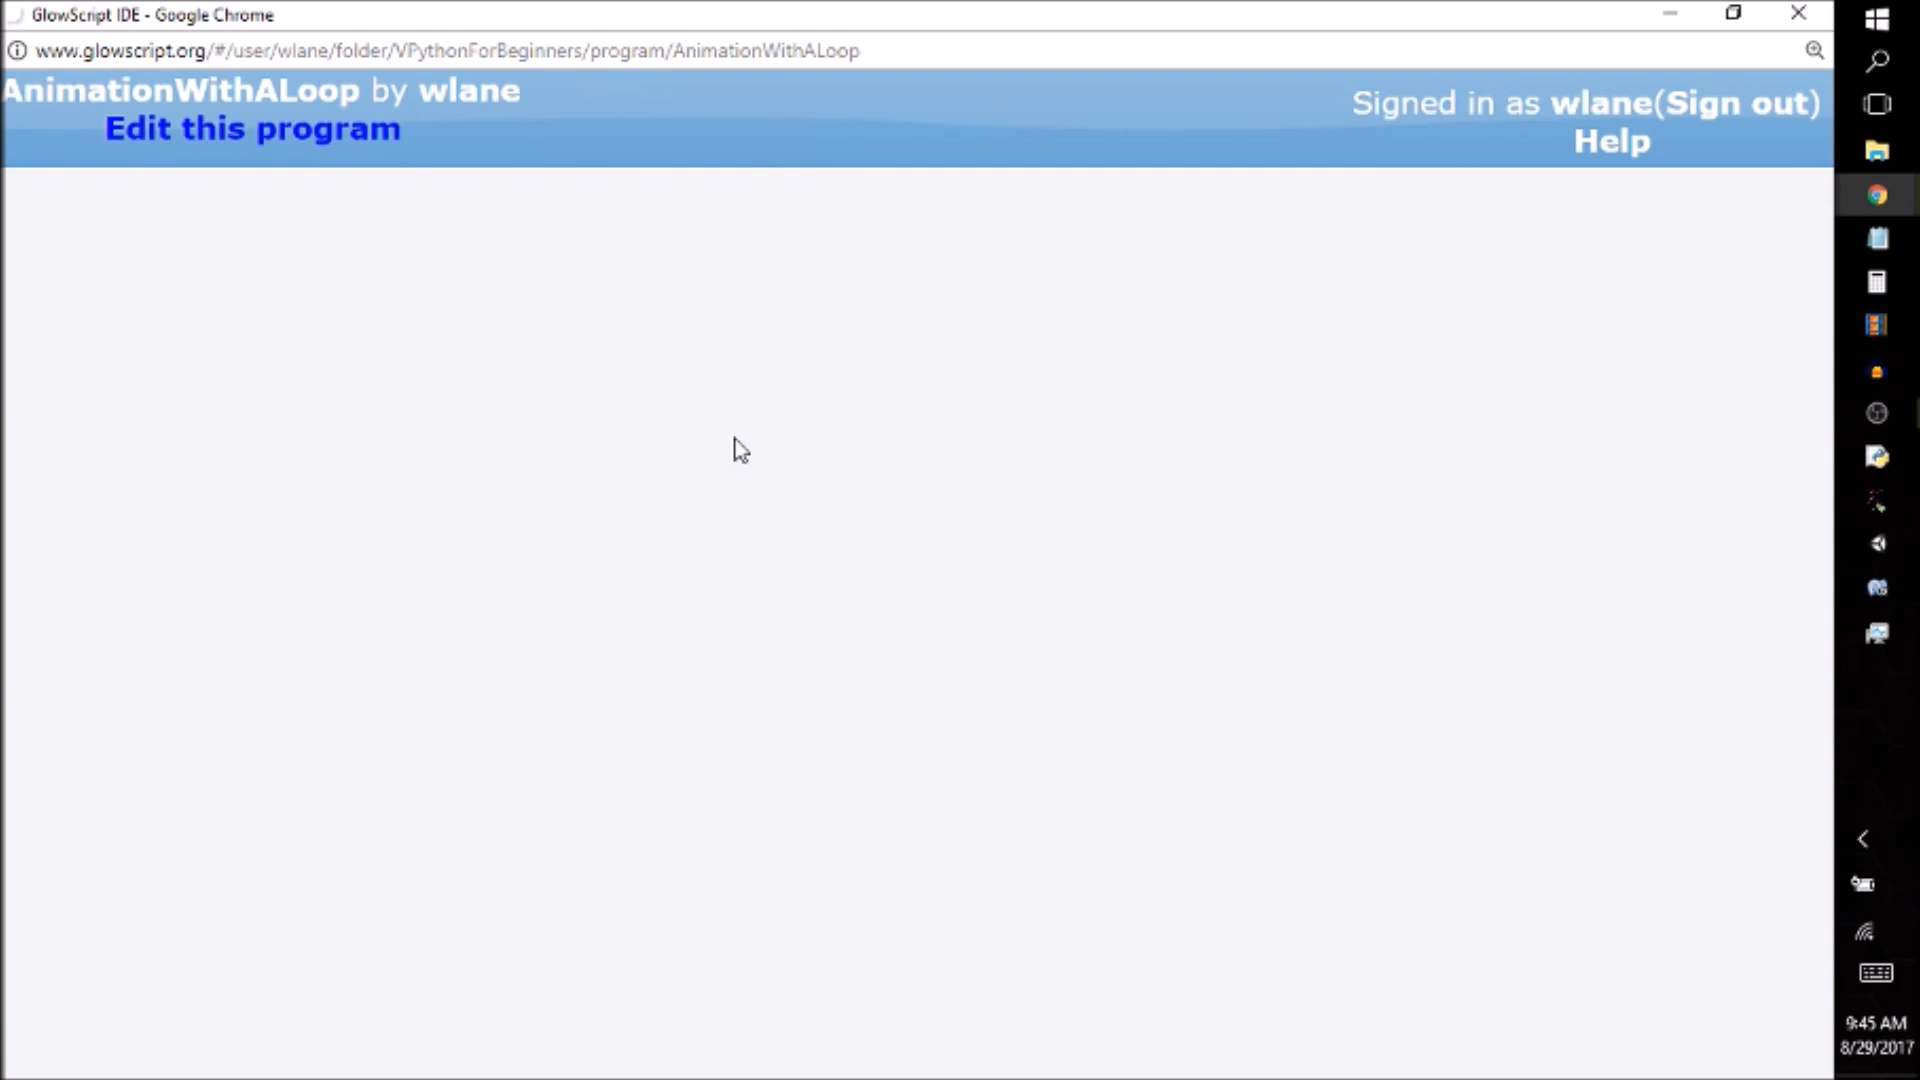 GlowScript IDE - Google Chrome
www.glowscript.org/#/user/wlane/folder/VPythonForBeginners/program/AnimationWithALoop
AnimationWithALoop by wlane
Edit this program
Signed in as wlane(Sign out)
Help
9:45 AM
8/29/2017